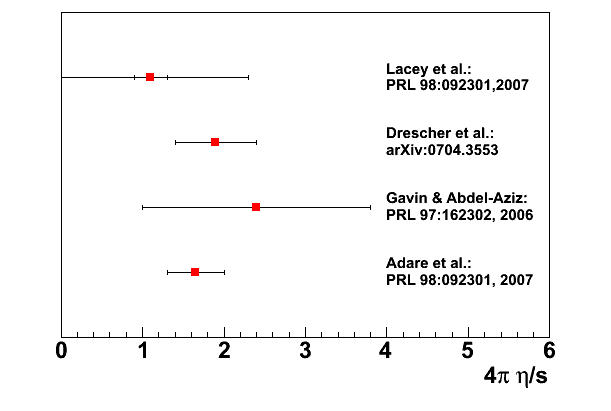 Lacey et al.:
PRL 98:092301,2007
Drescher et al.:
arXiv:0704.3553
Gavin & Abdel-Aziz:
PRL 97:162302, 2006
Adare et al.:
PRL 98:092301, 2007
0 1 2 3 4 5 6
4π η/s